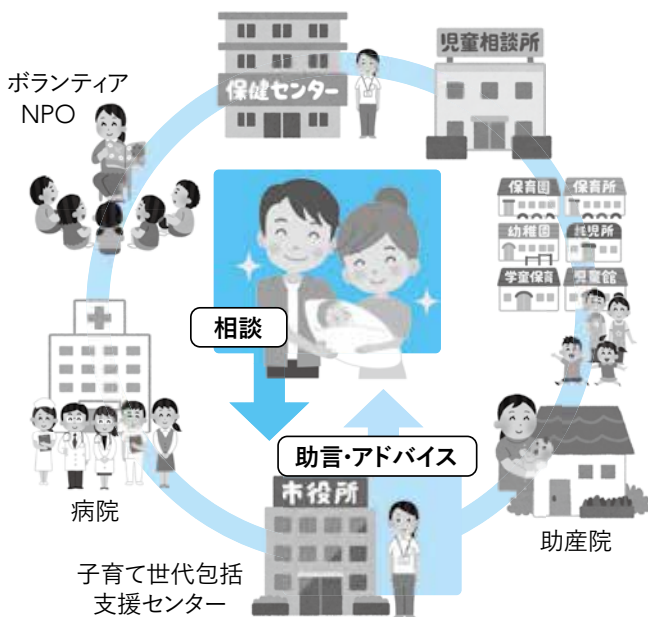 保健センター
児童相談所
ボランティア
NPO
保育園
保育所
幼稚園
託児所
学童保育
児童館
相談
助言・アドバイス
市役所
病院
助産院
子育て世代包括
支援センター